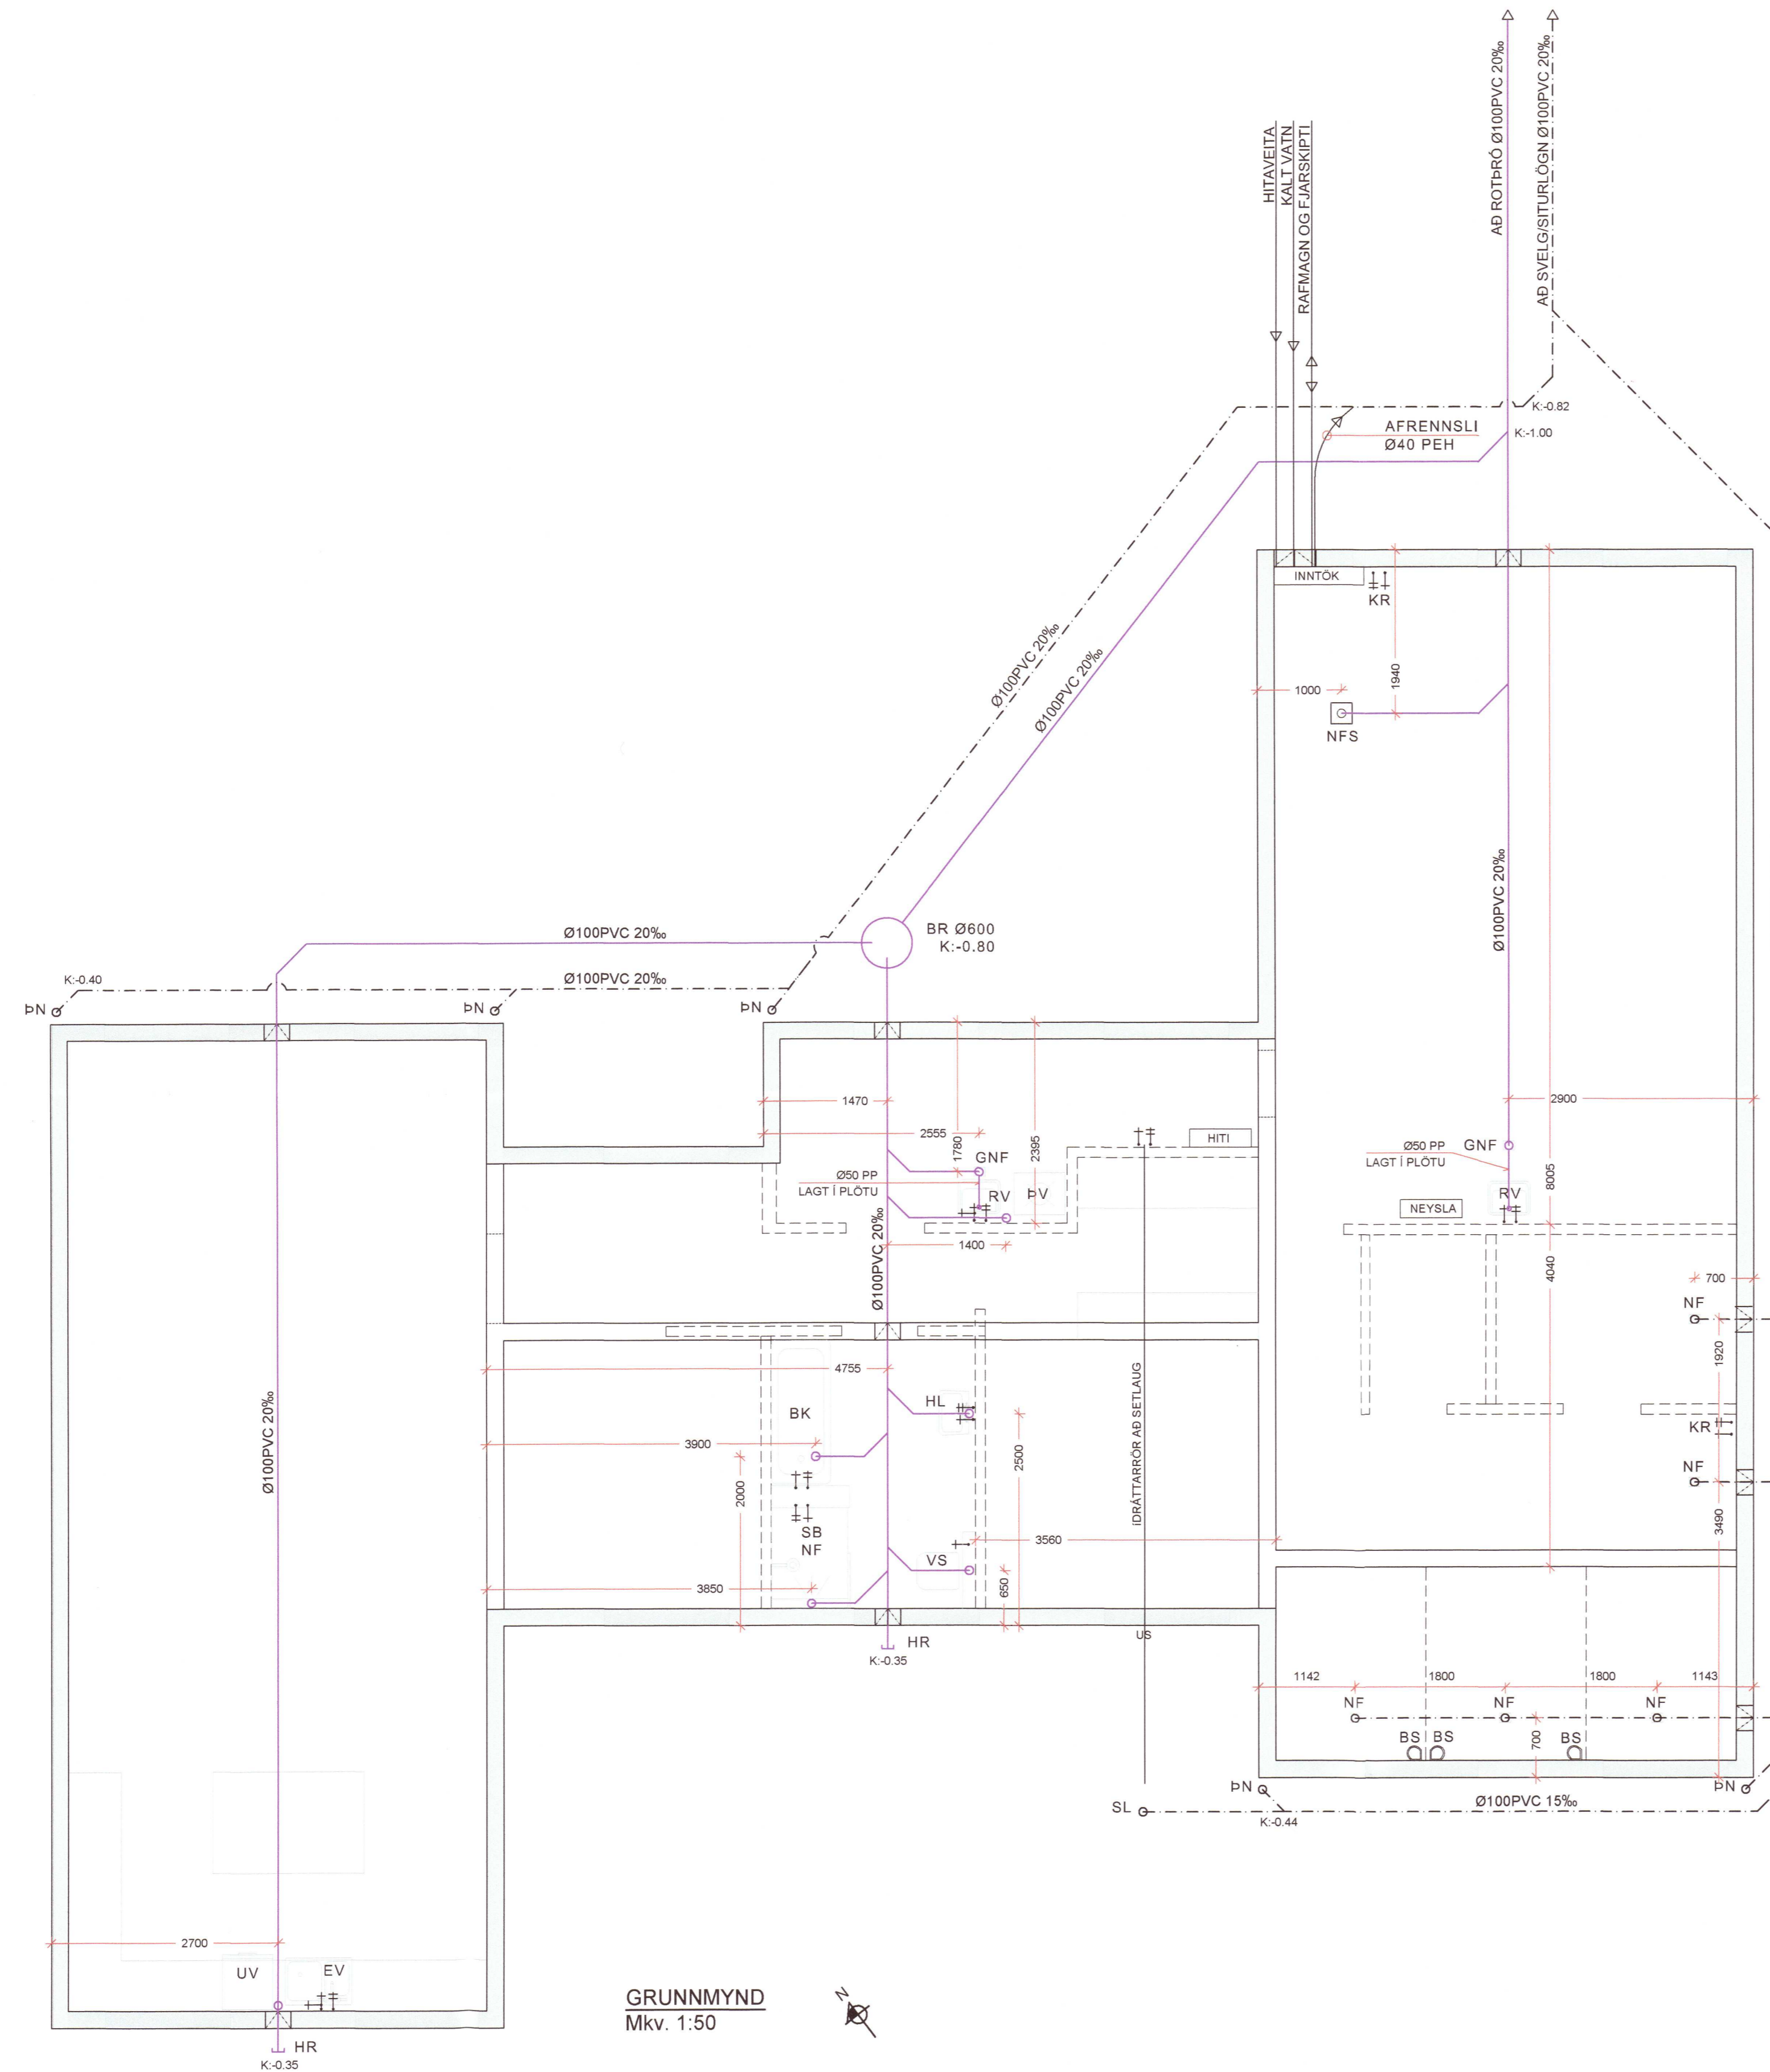 AÐ ROTÞRÓ Ø100PVC 20‰
AÐ SVELG/SITURLÖGN Ø100PVC 20‰
HITAVEITA
KALT VATN
RAFMAGN OG FJARSKIPTI
K:-0.82
AFRENNSLI
Ø40 PEH
K:-1.00
INNTÖK
KR
1940
1000
NFS
Ø100PVC 20‰
Ø100PVC 20‰
Ø100PVC 20‰
BR Ø600
K:-0.80
Ø100PVC 20‰
K:-0.40
Ø100PVC 20‰
ÞN
ÞN
ÞN
1470
2555
1780
2395
GNF
HITI
Ø50 PP
LAGT Í PLÖTU
RV
ÞV
1400
Ø100PVC 20‰
2900
Ø50 PP
LAGT Í PLÖTU
GNF
8005
RV
NEYSLA
4040
700
NF
1920
4755
BK
HL
3900
2000
2500
ÍDRÁTTARRÖR AÐ SETLAUG
KR
NF
3490
SB
NF
VS
3560
3850
650
Ø100PVC 20‰
HR
K:-0.35
US
1142
1800
1800
1143
NF
NF
NF
BS
BS
BS
700
ÞN
ÞN
SL
K:-0.44
Ø100PVC 15‰
2700
UV
EV
HR
K:-0.35
GRUNNMYND
Mkv. 1:50
N